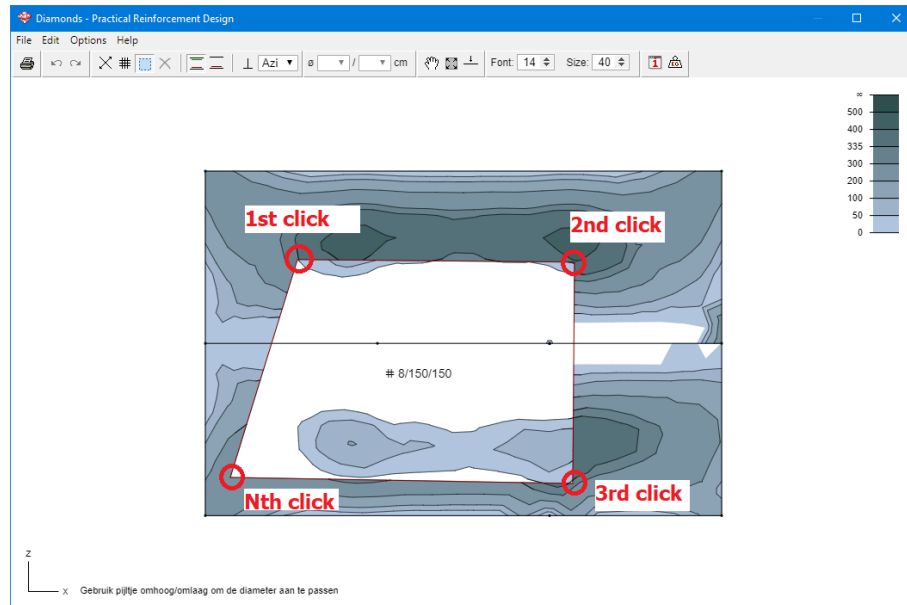 Diamonds - Practical Reinforcement Design
File Edit Options Help
Azi ø / cm Font: 14 Size: 40
∞
500
400
335
300
200
100
50
0
1st click
2nd click
# 8/150/150
Nth click
3rd click
z
x Gebruik pijltje omhoog/omlaag om de diameter aan te passen